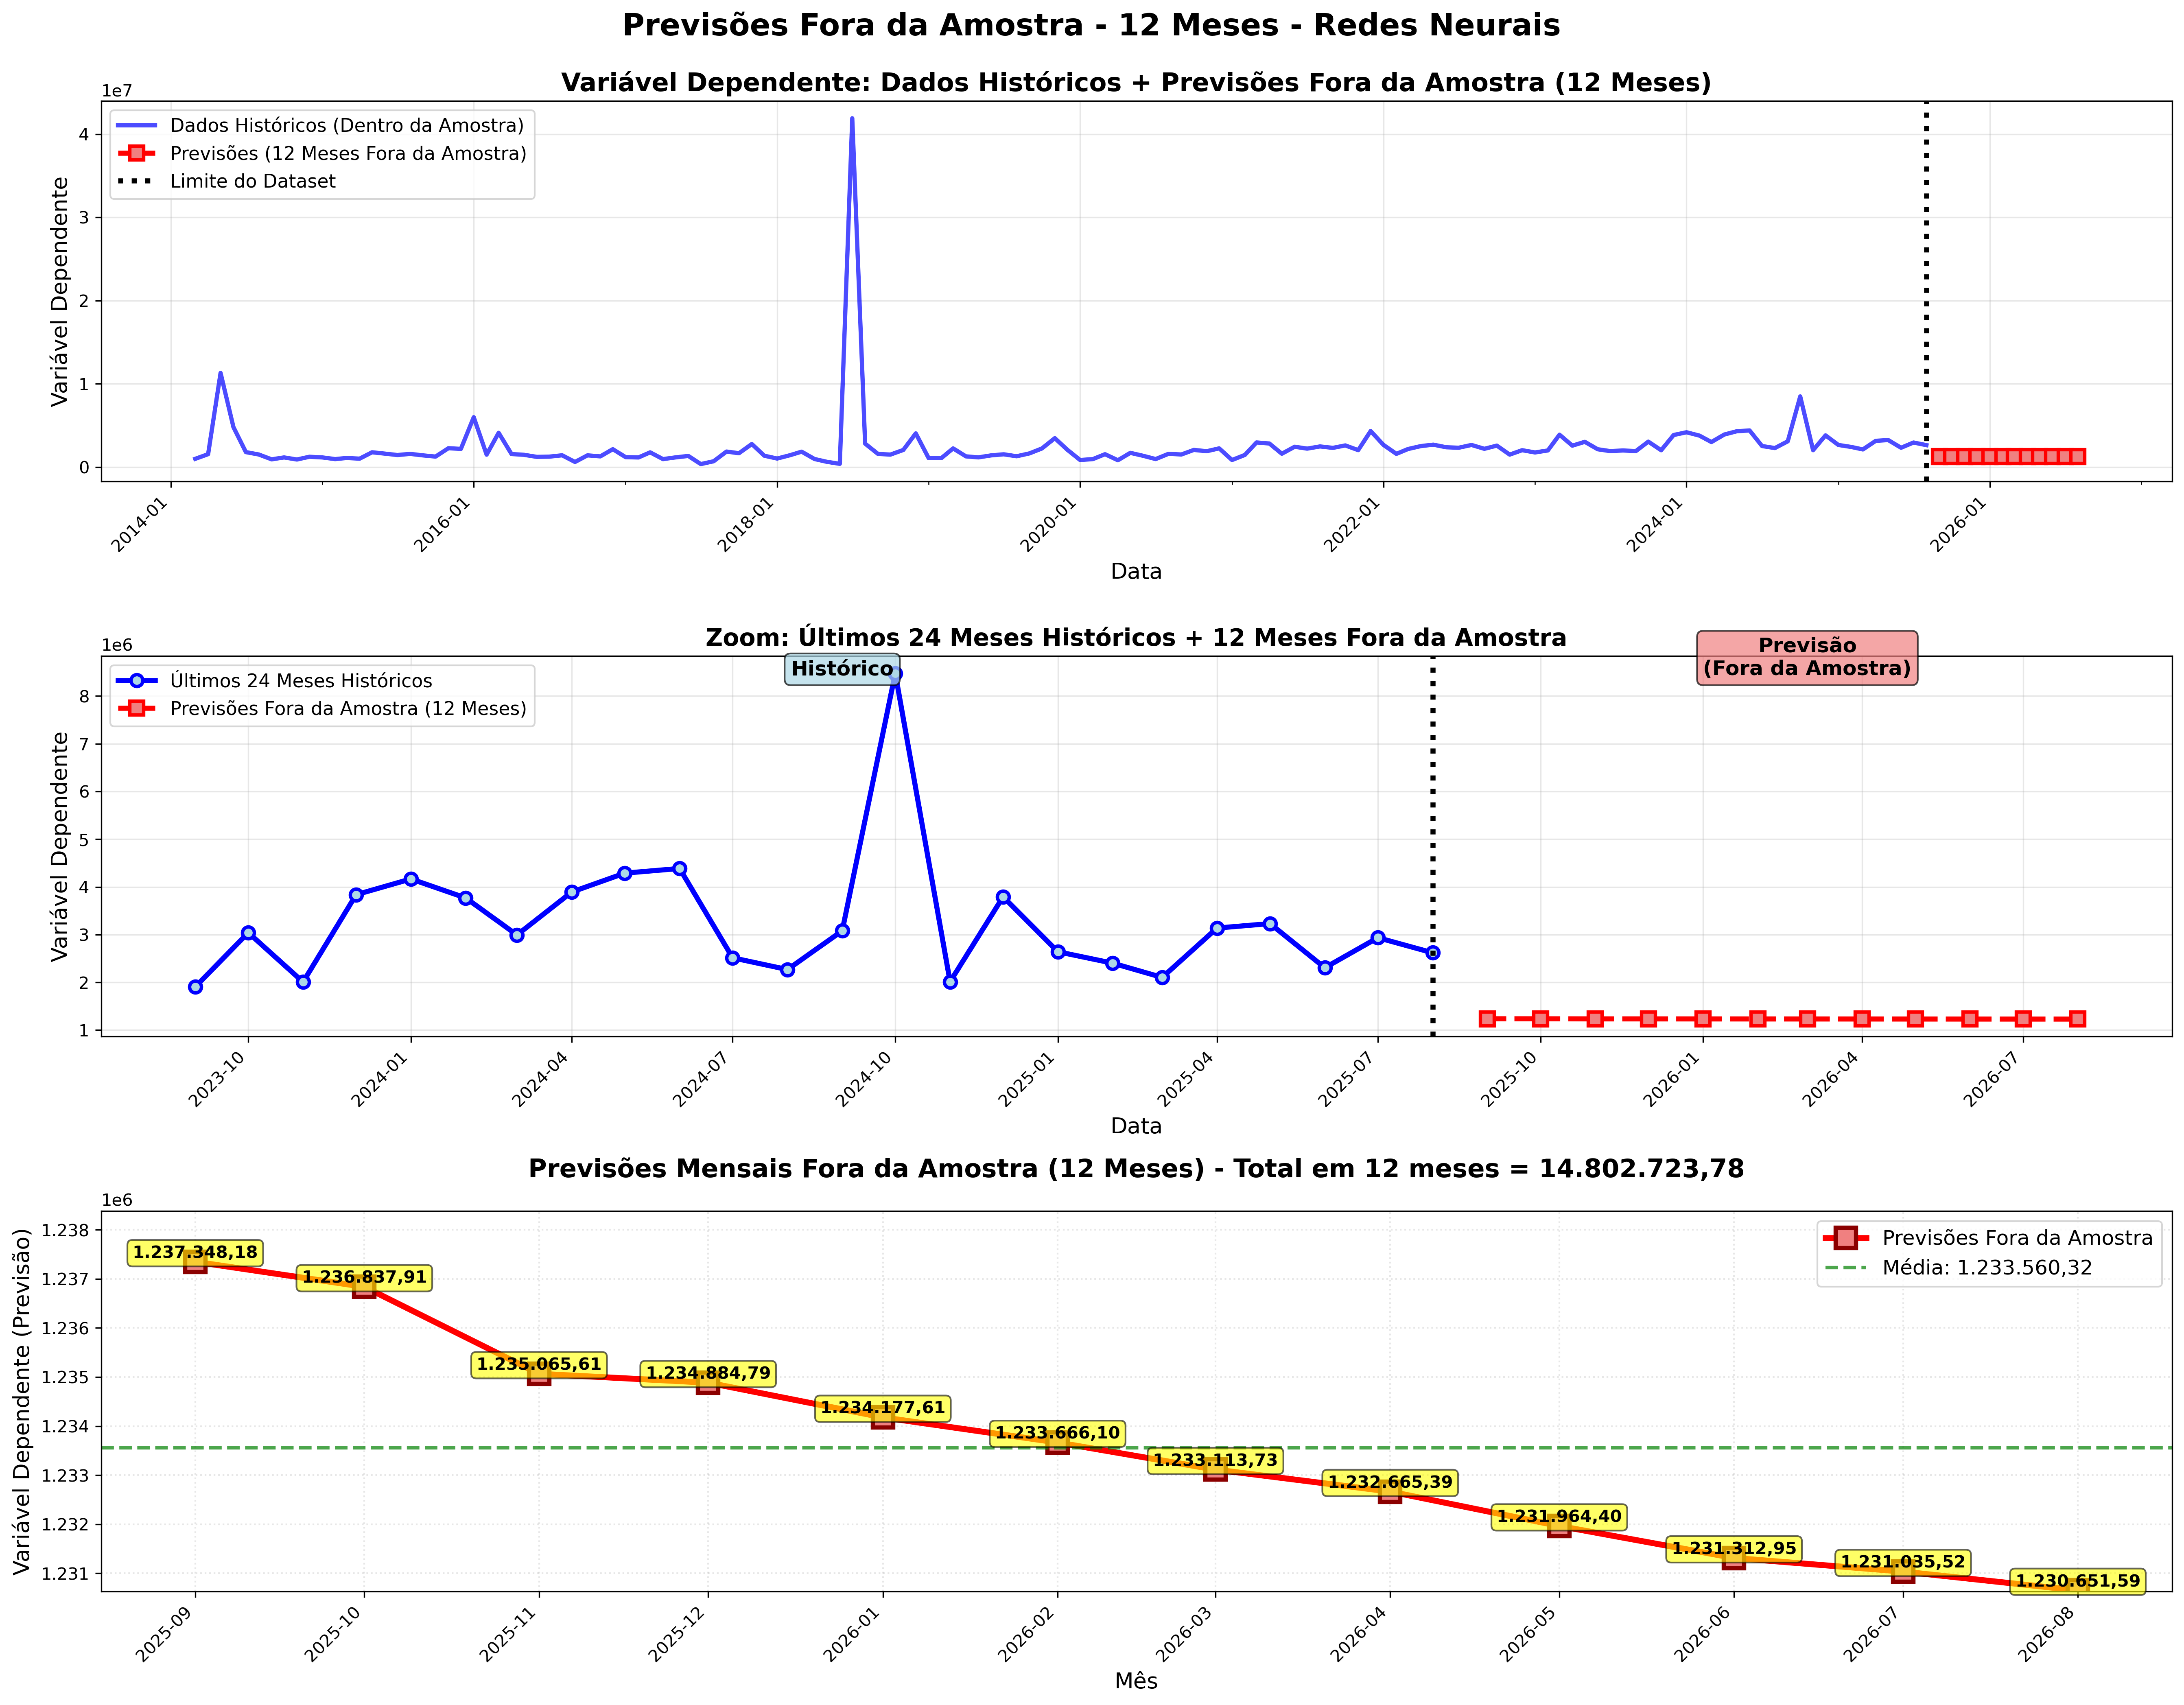 Previsões Fora da Amostra - 12 Meses - Redes Neurais
Variável Dependente: Dados Históricos + Previsões Fora da Amostra (12 Meses)
1e7
Dados Históricos (Dentro da Amostra)
Previsões (12 Meses Fora da Amostra)
Limite do Dataset
Variável Dependente
4
3
2
1
0
2014-01
2016-01
2018-01
2020-01
2022-01
2024-01
2026-01
Data
Zoom: Últimos 24 Meses Históricos + 12 Meses Fora da Amostra
1e6
Últimos 24 Meses Históricos
Previsões Fora da Amostra (12 Meses)
Histórico
Previsão
(Fora da Amostra)
Variável Dependente
8
7
6
5
4
3
2
1
2023-10
2024-01
2024-04
2024-07
2024-10
2025-01
2025-04
2025-07
2025-10
2026-01
2026-04
2026-07
Data
Previsões Mensais Fora da Amostra (12 Meses) - Total em 12 meses = 14.802.723,78
1e6
Previsões Fora da Amostra
Média: 1.233.560,32
Variável Dependente (Previsão)
1.238
1.237
1.236
1.235
1.234
1.233
1.232
1.231
1.237.348,18
1.236.837,91
1.235.065,61
1.234.884,79
1.234.177,61
1.233.666,10
1.233.113,73
1.232.665,39
1.231.964,40
1.231.312,95
1.231.035,52
1.230.651,59
2025-09
2025-10
2025-11
2025-12
2026-01
2026-02
2026-03
2026-04
2026-05
2026-06
2026-07
2026-08
Mês